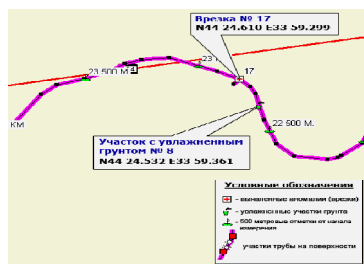 Врезка № 17
N44 24.610 E33 59.299
23 500 М.
17
КМ
22 500 М.
Участок с увлажненным
грунтом № 8
N44 24.532 E33 59.361
Условные обозначения
- выявленные аномалии (врезки)
- увлажненные участки грунта
- 500 метровые отметки от начала
измерения
участки трубы на поверхности